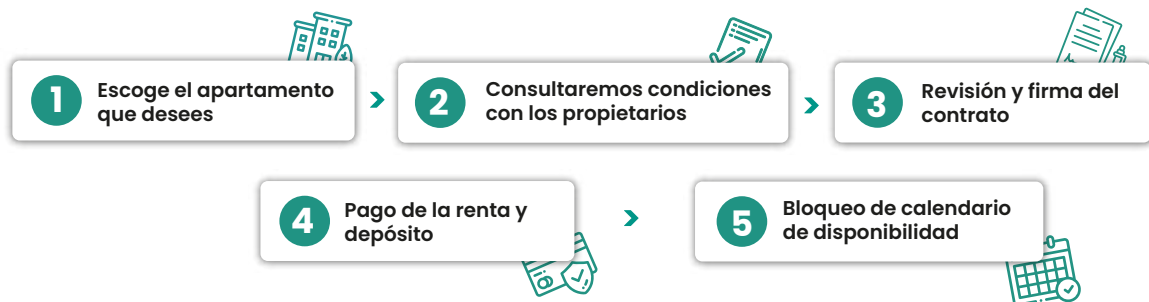 1
Escoge el apartamento
que desees
2
Consultaremos condiciones
con los propietarios
3
Revisión y firma del
contrato
4
Pago de la renta y
depósito
5
Bloqueo de calendario
de disponibilidad